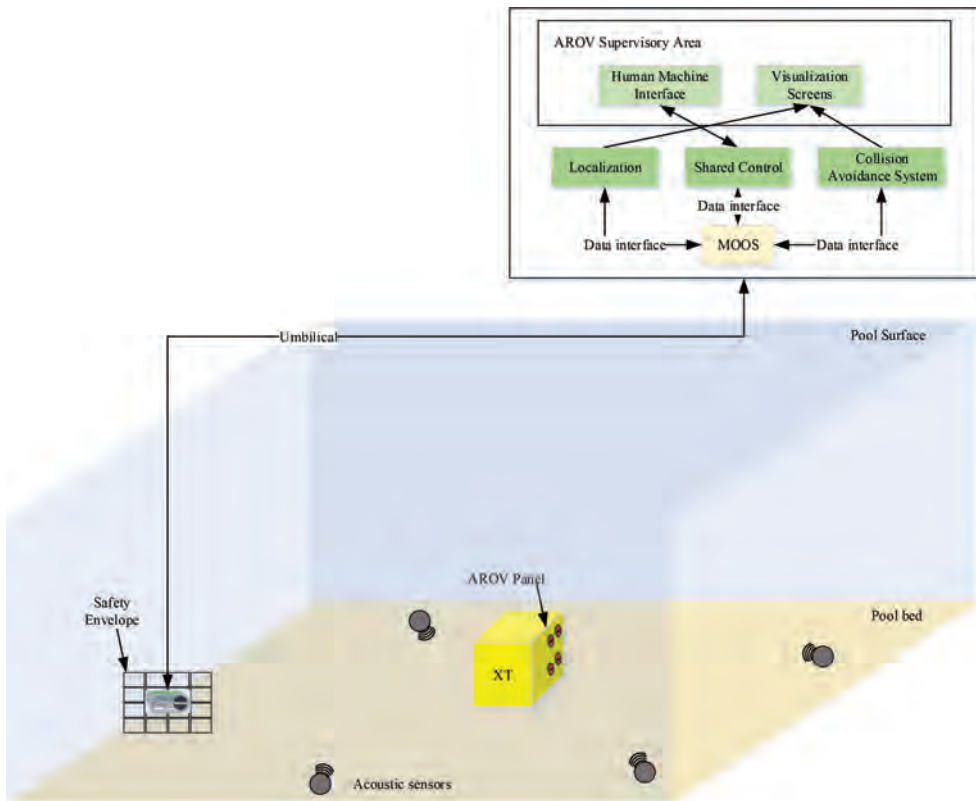 AROV Supervisory Area
Human Machine
Interface
Visualization
Screens
Localization
Shared Control
Collision
Avoidance System
Data interface
Data interface
MOOS
Data interface
Umbilical
Pool Surface
AROV Panel
Safety
Envelope
Pool bed
XT
Acoustic sensors